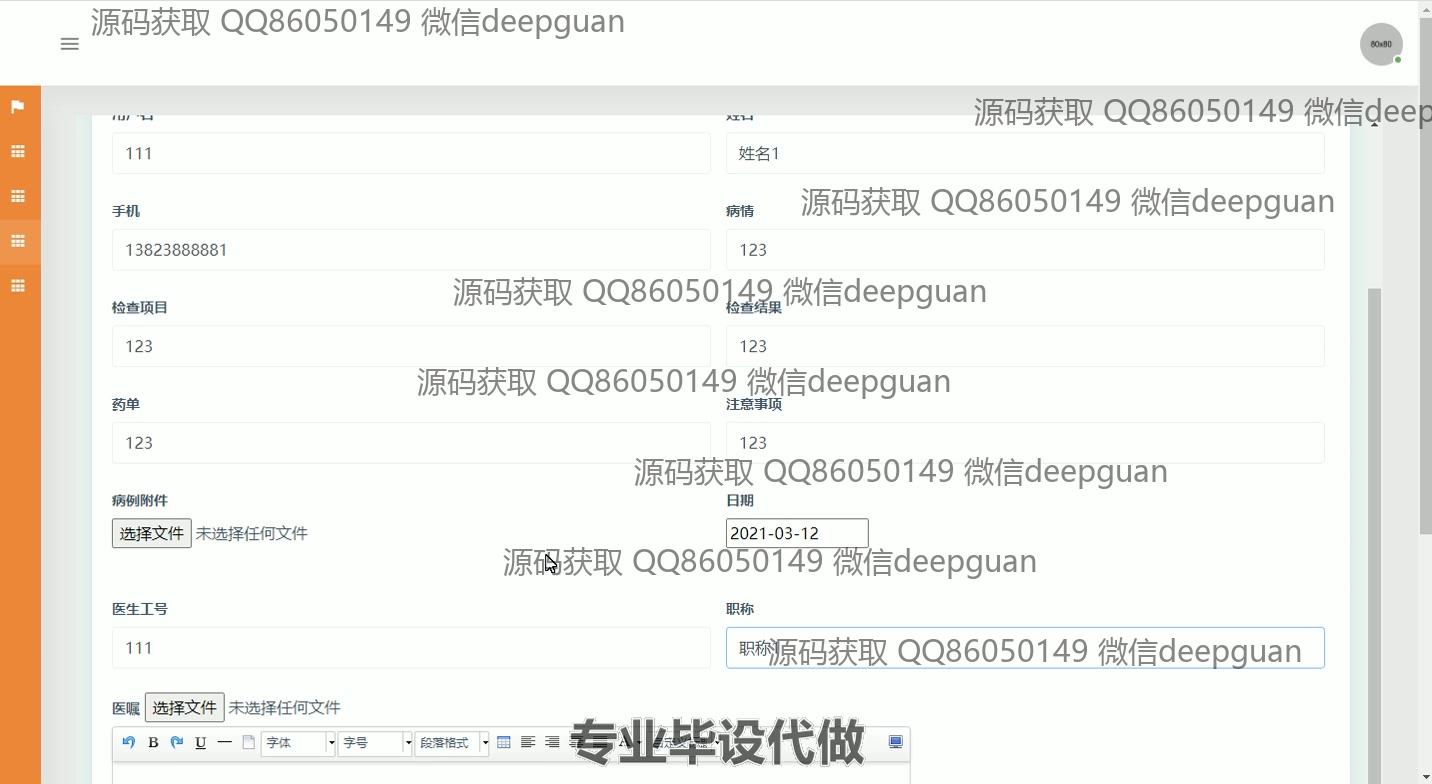 源码获取 QQ86050149 微信deepguan
80x80
源码获取 QQ86050149 微信deep
用户名 姓名
111 姓名1
源码获取 QQ86050149 微信deepguan
手机 病情
13823888881 123
源码获取 QQ86050149 微信deepguan
检查项目 检查结果
123 123
源码获取 QQ86050149 微信deepguan
药单 注意事项
123 123
源码获取 QQ86050149 微信deepguan
病例附件 日期
选择文件 未选择任何文件 2021-03-12
源码获取 QQ86050149 微信deepguan
医生工号 职称
111 职称
源码获取 QQ86050149 微信deepguan
医嘱 选择文件 未选择任何文件
B U 字体 字号 段落格式
专业毕设代做